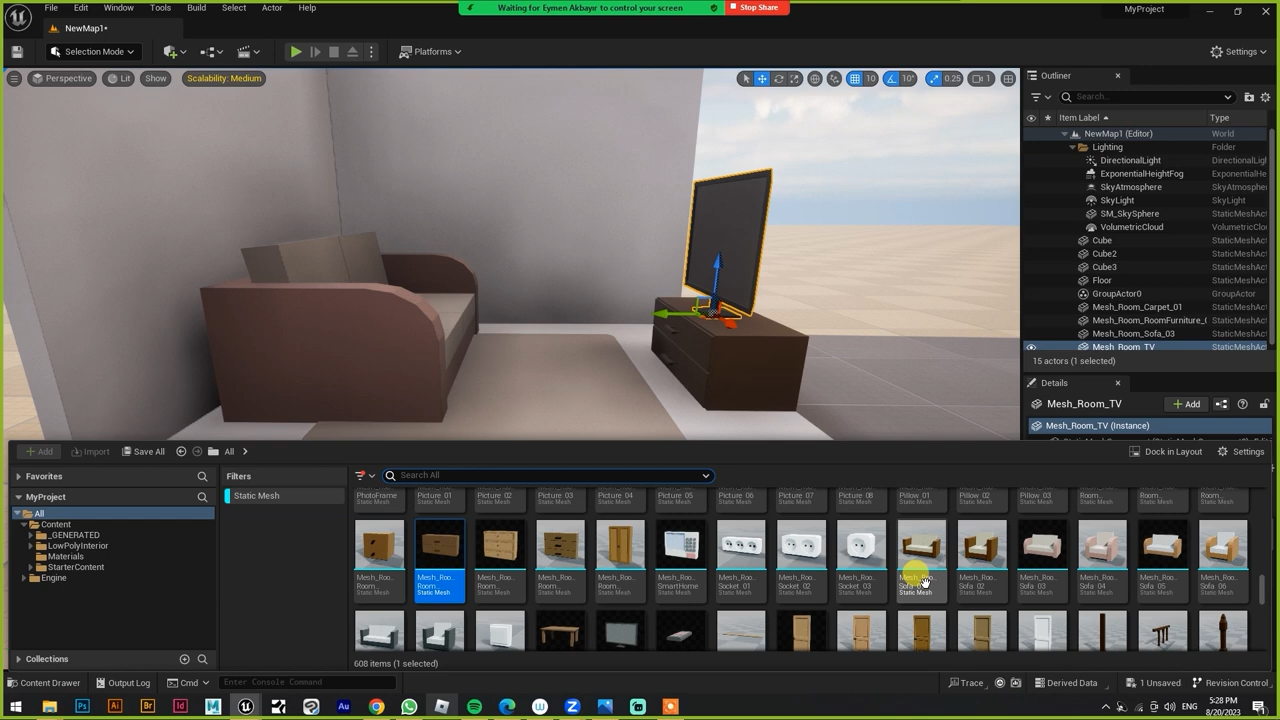 File Edit Window Tools Build Select Actor Help
Waiting for Eymen Akbayır to control your screen
Stop Share
MyProject
NewMap1*
Selection Mode
Platforms
Settings
Perspective Lit Show Scalability: Medium
10 10° 0.25 1
Outliner
Search...
Item Label Type
NewMap1 (Editor) World
Lighting Folder
DirectionalLight DirectionalLigh
ExponentialHeightFog ExponentialHe
SkyAtmosphere SkyAtmosphere
SkyLight SkyLight
SM_SkySphere StaticMeshAct
VolumetricCloud VolumetricClou
Cube StaticMeshAct
Cube2 StaticMeshAct
Cube3 StaticMeshAct
Floor StaticMeshAct
GroupActor0 GroupActor
Mesh_Room_Carpet_01 StaticMeshAct
Mesh_Room_RoomFurniture_ StaticMeshAct
Mesh_Room_Sofa_03 StaticMeshAct
Mesh_Room_TV StaticMeshAct
15 actors (1 selected)
Details
Mesh_Room_TV
Add
Mesh_Room_TV (Instance)
Add Import Save All All
Dock in Layout Settings
Favorites
MyProject
All
Content
_GENERATED
LowPolyInterior
Materials
StarterContent
Engine
Collections
Filters
Static Mesh
Search All
PhotoFrame Picture_01 Picture_02 Picture_03 Picture_04 Picture_05 Picture_06 Picture_07 Picture_08 Pillow_01 Pillow_02 Pillow_03 Room... Room... Room...
Static Mesh Static Mesh Static Mesh Static Mesh Static Mesh Static Mesh Static Mesh Static Mesh Static Mesh Static Mesh Static Mesh Static Mesh Static Mesh Static Mesh Static Mesh
Mesh_Roo... Mesh_Roo... Mesh_Roo... Mesh_Roo... Mesh_Roo... Mesh_Roo... Mesh_Roo... Mesh_Roo... Mesh_Roo... Mesh_Roo... Mesh_Roo... Mesh_Roo... Mesh_Roo... Mesh_Roo... Mesh_Roo...
Room... Room... Room... Room... Room... SmartHome Socket_01 Socket_02 Socket_03 Sofa_02 Sofa_03 Sofa_04 Sofa_05 Sofa_06
Static Mesh Static Mesh Static Mesh Static Mesh Static Mesh Static Mesh Static Mesh Static Mesh Static Mesh Static Mesh Static Mesh Static Mesh Static Mesh Static Mesh Static Mesh
608 items (1 selected)
Content Drawer Output Log Cmd Enter Console Command
Trace Derived Data 1 Unsaved Revision Control
ENG
5:28 PM
8/20/2023